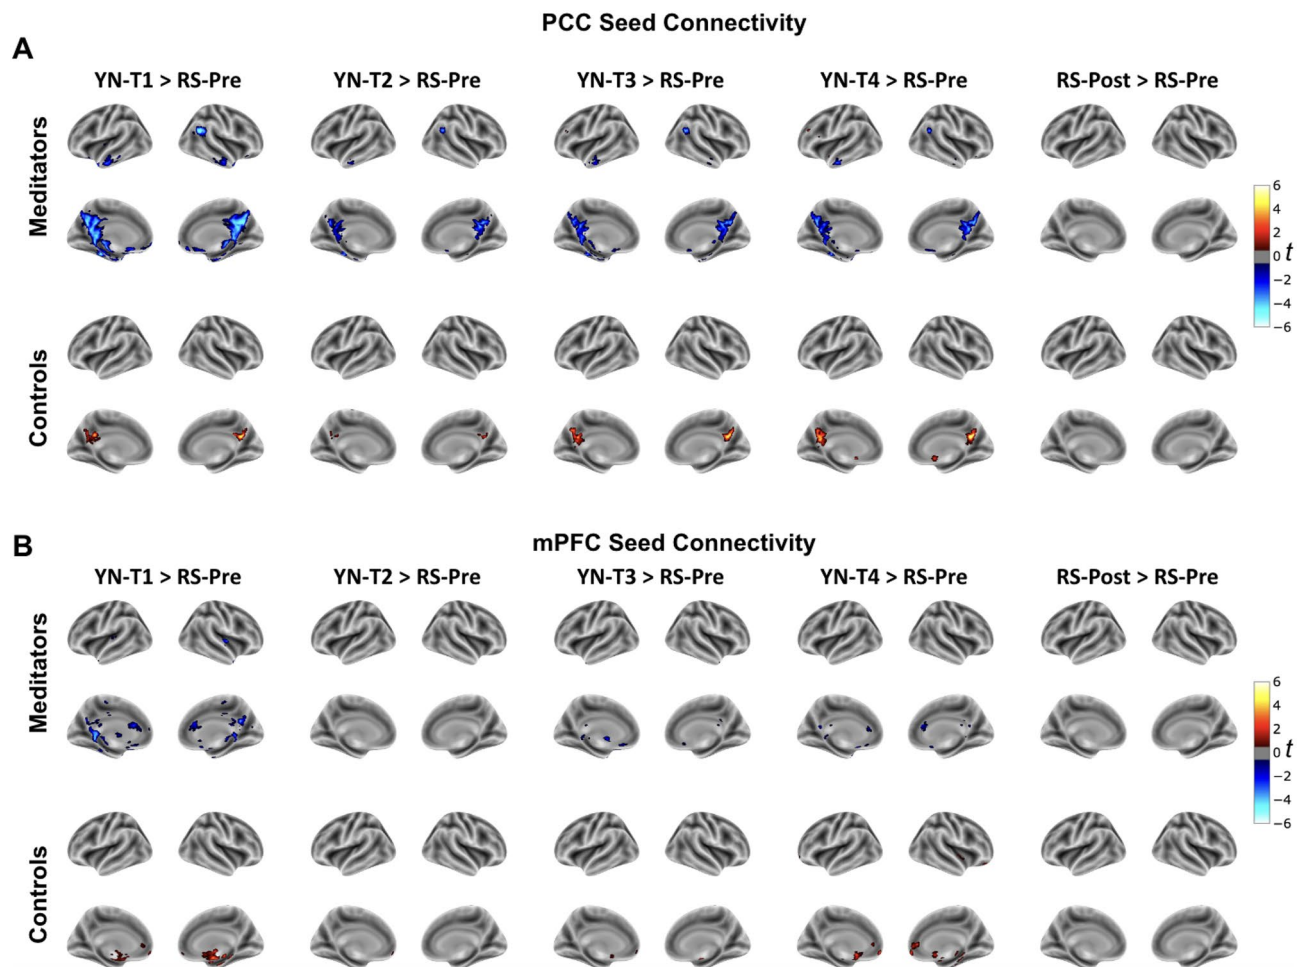 PCC Seed Connectivity
A
YN-T1 > RS-Pre YN-T2 > RS-Pre YN-T3 > RS-Pre YN-T4 > RS-Pre RS-Post > RS-Pre
Meditators
6
4
2
0 t
−2
−4
−6
Controls
mPFC Seed Connectivity
B
YN-T1 > RS-Pre YN-T2 > RS-Pre YN-T3 > RS-Pre YN-T4 > RS-Pre RS-Post > RS-Pre
Meditators
6
4
2
0 t
−2
−4
−6
Controls